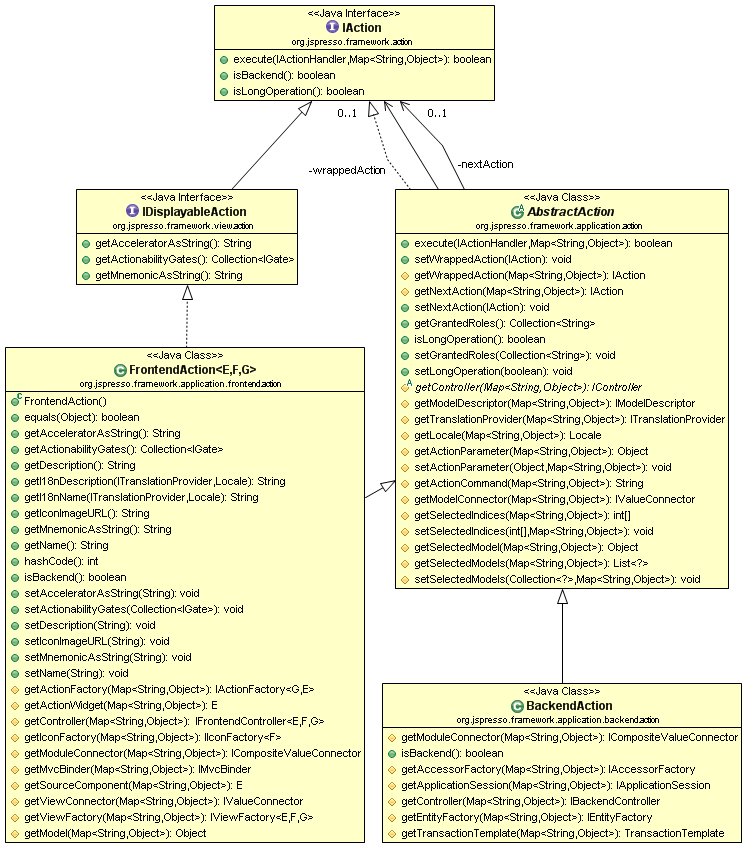 <<Java Interface>>
IAction
org.jspresso.framework.action
execute(IActionHandler,Map<String,Object>): boolean
isBackend(): boolean
isLongOperation(): boolean
0..1
0..1
-wrappedAction
-nextAction
<<Java Interface>>
IDisplayableAction
org.jspresso.framework.view.action
getAcceleratorAsString(): String
getActionabilityGates(): Collection<IGate>
getMnemonicAsString(): String
<<Java Class>>
AbstractAction
org.jspresso.framework.application.action
execute(IActionHandler,Map<String,Object>): boolean
setWrappedAction(IAction): void
getWrappedAction(Map<String,Object>): IAction
getNextAction(Map<String,Object>): IAction
setNextAction(IAction): void
getGrantedRoles(): Collection<String>
isLongOperation(): boolean
setGrantedRoles(Collection<String>): void
setLongOperation(boolean): void
getController(Map<String,Object>): IController
getModelDescriptor(Map<String,Object>): IModelDescriptor
getTranslationProvider(Map<String,Object>): ITranslationProvider
getLocale(Map<String,Object>): Locale
getActionParameter(Map<String,Object>): Object
setActionParameter(Object,Map<String,Object>): void
getActionCommand(Map<String,Object>): String
getModelConnector(Map<String,Object>): IValueConnector
getSelectedIndices(Map<String,Object>): int[]
setSelectedIndices(int[],Map<String,Object>): void
getSelectedModel(Map<String,Object>): Object
getSelectedModels(Map<String,Object>): List<?>
setSelectedModels(Collection<?>,Map<String,Object>): void
<<Java Class>>
FrontendAction<E,F,G>
org.jspresso.framework.application.frontend.action
FrontendAction()
equals(Object): boolean
getAcceleratorAsString(): String
getActionabilityGates(): Collection<IGate>
getDescription(): String
getI18nDescription(ITranslationProvider,Locale): String
getI18nName(ITranslationProvider,Locale): String
getIconImageURL(): String
getMnemonicAsString(): String
getName(): String
hashCode(): int
isBackend(): boolean
setAcceleratorAsString(String): void
setActionabilityGates(Collection<IGate>): void
setDescription(String): void
setIconImageURL(String): void
setMnemonicAsString(String): void
setName(String): void
getActionFactory(Map<String,Object>): IActionFactory<G,E>
getActionWidget(Map<String,Object>): E
getController(Map<String,Object>): IFrontendController<E,F,G>
getIconFactory(Map<String,Object>): IIconFactory<F>
getModuleConnector(Map<String,Object>): ICompositeValueConnector
getMvcBinder(Map<String,Object>): IMvcBinder
getSourceComponent(Map<String,Object>): E
getViewConnector(Map<String,Object>): IValueConnector
getViewFactory(Map<String,Object>): IViewFactory<E,F,G>
getModel(Map<String,Object>): Object
<<Java Class>>
BackendAction
org.jspresso.framework.application.backend.action
getModuleConnector(Map<String,Object>): ICompositeValueConnector
isBackend(): boolean
getAccessorFactory(Map<String,Object>): IAccessorFactory
getApplicationSession(Map<String,Object>): IApplicationSession
getController(Map<String,Object>): IBackendController
getEntityFactory(Map<String,Object>): IEntityFactory
getTransactionTemplate(Map<String,Object>): TransactionTemplate